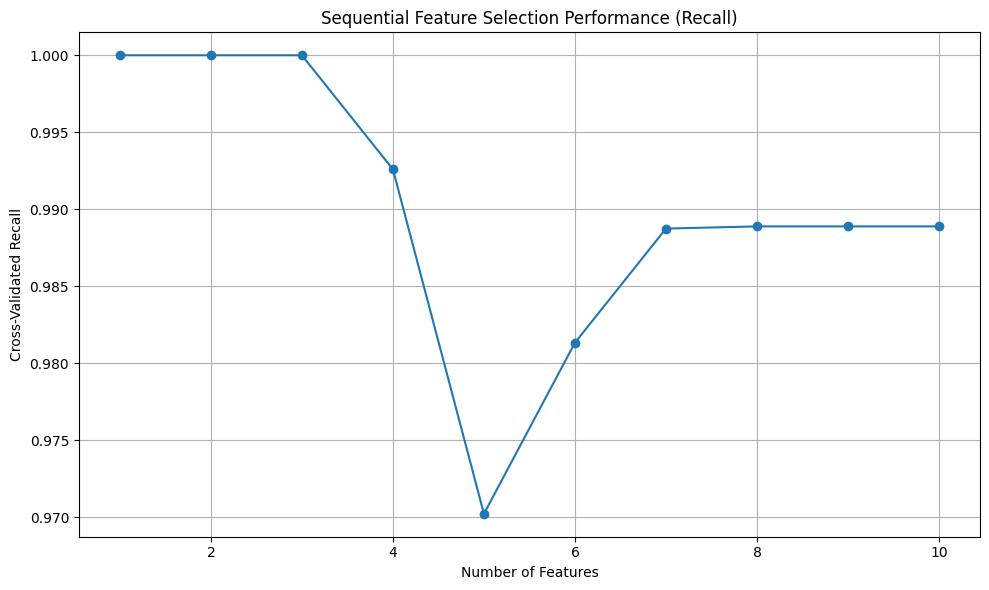 Sequential Feature Selection Performance (Recall)
1.000
0.995
0.990
0.985
0.980
0.975
0.970
Cross-Validated Recall
2 4 6 8 10
Number of Features